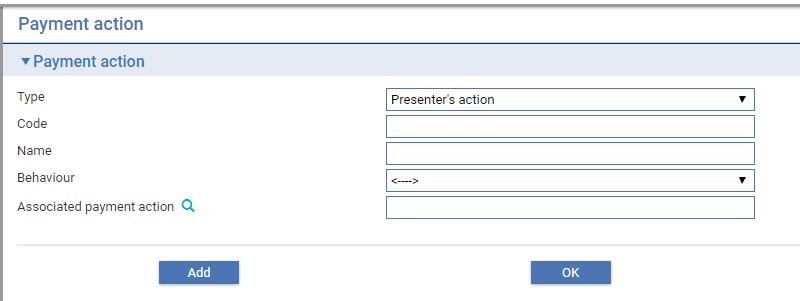 Payment action
Payment action
Type
Presenter's action
Code
Name
Behaviour
<---->
Associated payment action
Add
OK